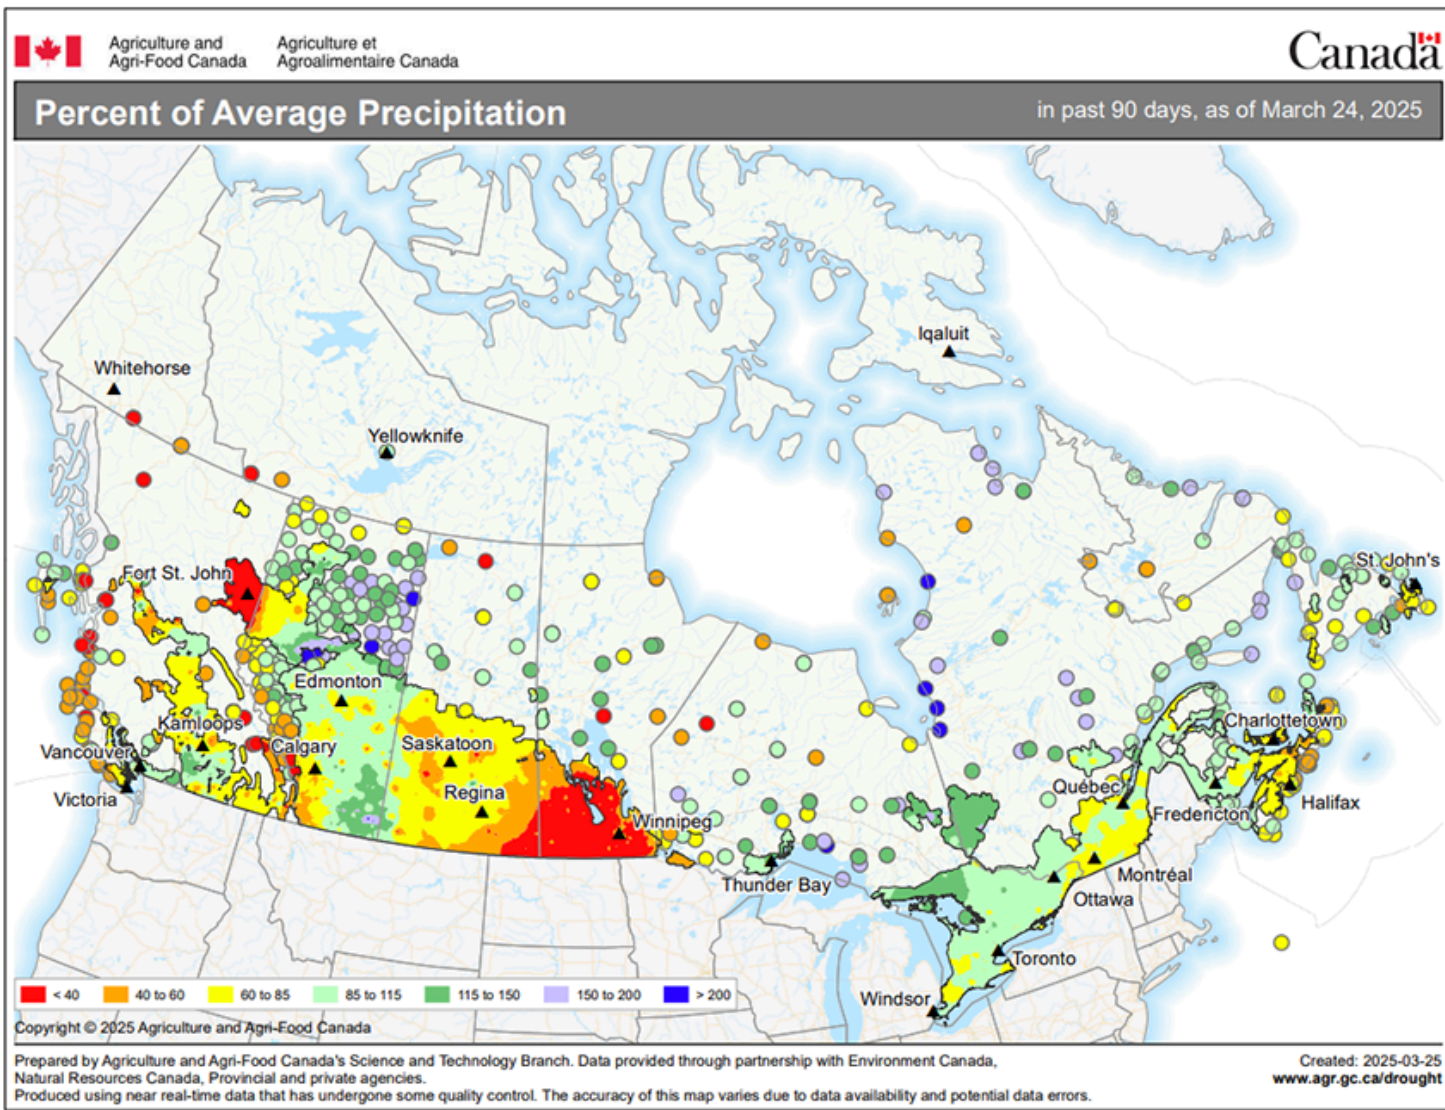 Agriculture and
Agri-Food Canada
Agriculture et
Agroalimentaire Canada
Canada
Percent of Average Precipitation
in past 90 days, as of March 24, 2025
Iqaluit
Whitehorse
Yellowknife
St. John's
Fort St. John
Edmonton
Charlottetown
Kamloops
Vancouver
Calgary
Saskatoon
Québec
Regina
Victoria
Halifax
Fredericton
Winnipeg
Montréal
Thunder Bay
Ottawa
Toronto
Windsor
< 40
40 to 60
60 to 85
85 to 115
115 to 150
150 to 200
> 200
Copyright © 2025 Agriculture and Agri-Food Canada
Prepared by Agriculture and Agri-Food Canada's Science and Technology Branch. Data provided through partnership with Environment Canada,
Natural Resources Canada, Provincial and private agencies.
Produced using near real-time data that has undergone some quality control. The accuracy of this map varies due to data availability and potential data errors.
Created: 2025-03-25
www.agr.gc.ca/drought